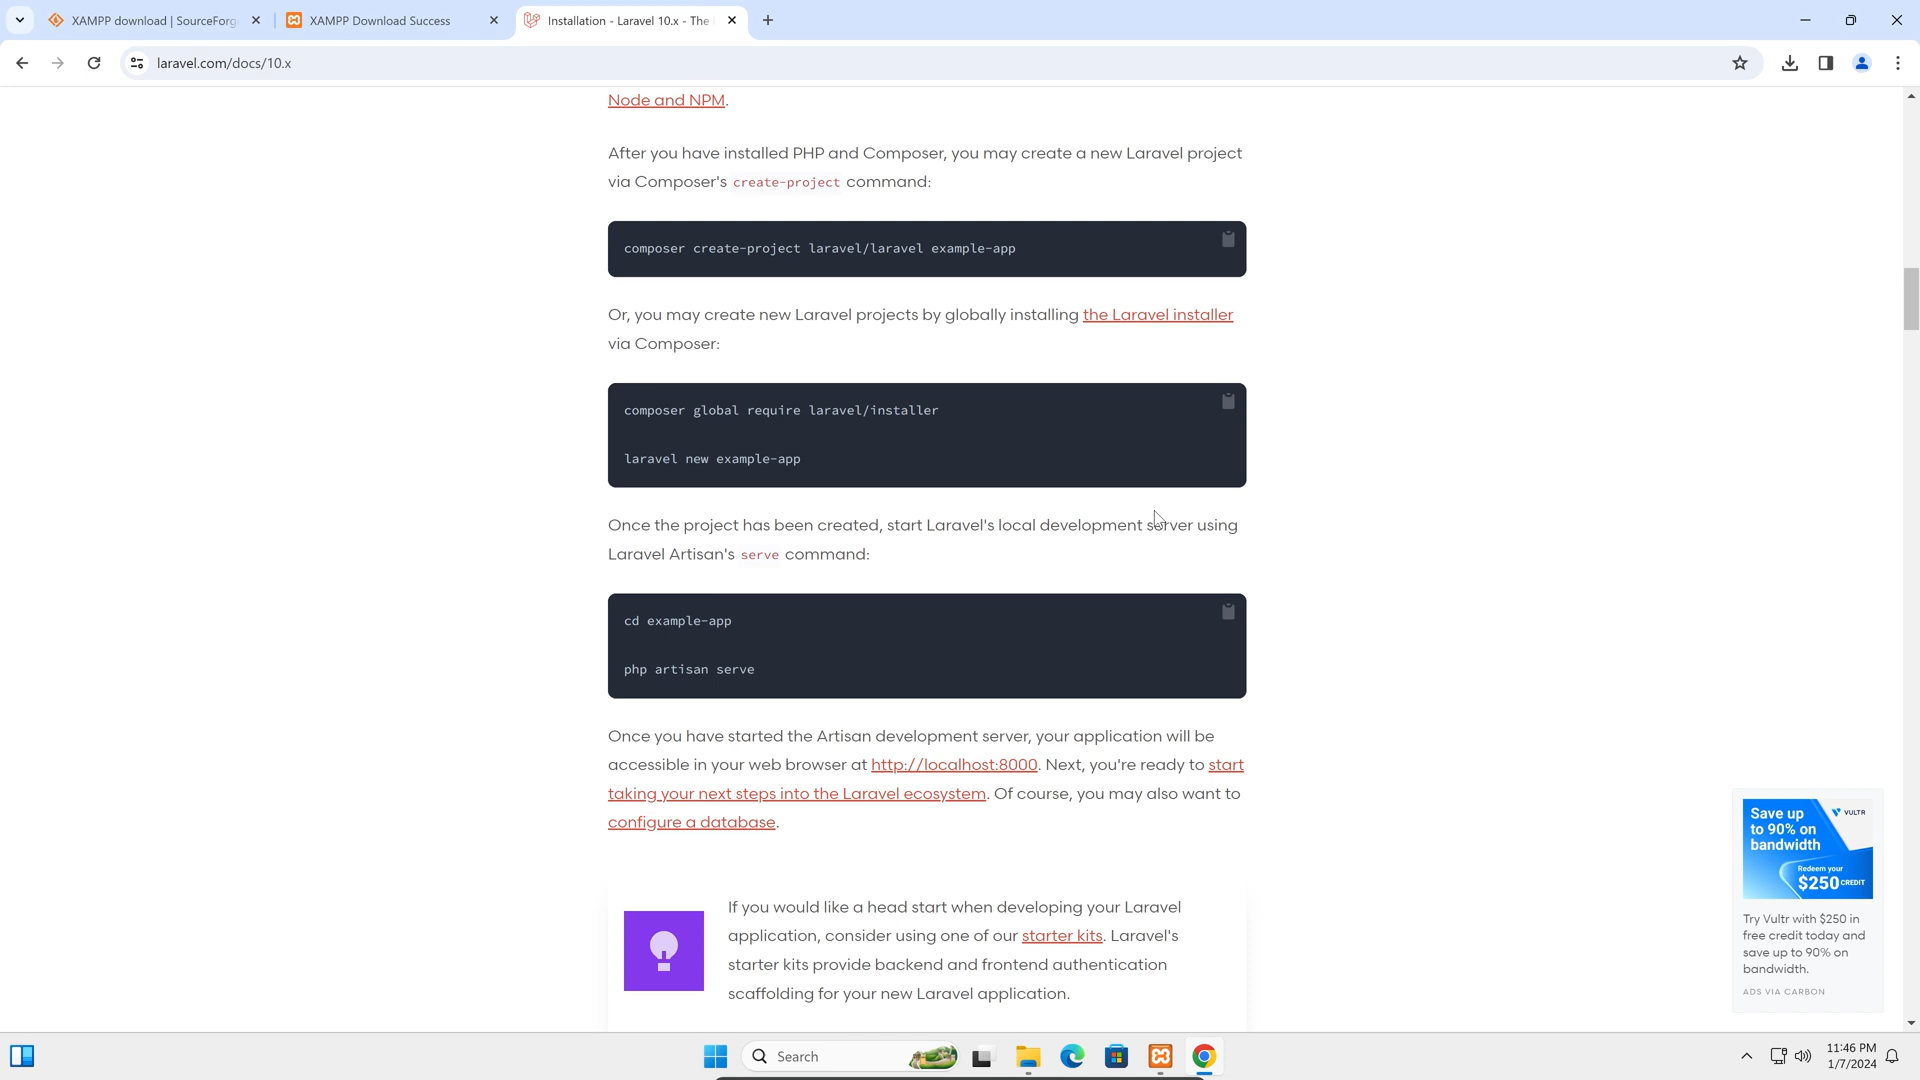 XAMPP download | SourceForg
XAMPP Download Success
Installation - Laravel 10.x - The
laravel.com/docs/10.x
Node and NPM.
After you have installed PHP and Composer, you may create a new Laravel project
via Composer's create-project command:
composer create-project laravel/laravel example-app
Or, you may create new Laravel projects by globally installing the Laravel installer
via Composer:
composer global require laravel/installer
laravel new example-app
Once the project has been created, start Laravel's local development server using
Laravel Artisan's serve command:
cd example-app
php artisan serve
Once you have started the Artisan development server, your application will be
accessible in your web browser at http://localhost:8000. Next, you're ready to start
taking your next steps into the Laravel ecosystem. Of course, you may also want to
configure a database.
If you would like a head start when developing your Laravel
application, consider using one of our starter kits. Laravel's
starter kits provide backend and frontend authentication
scaffolding for your new Laravel application.
Save up
to 90% on
bandwidth
VULTR
Redeem your
$250 CREDIT
Try Vultr with $250 in
free credit today and
save up to 90% on
bandwidth.
ADS VIA CARBON
Search
11:46 PM
1/7/2024